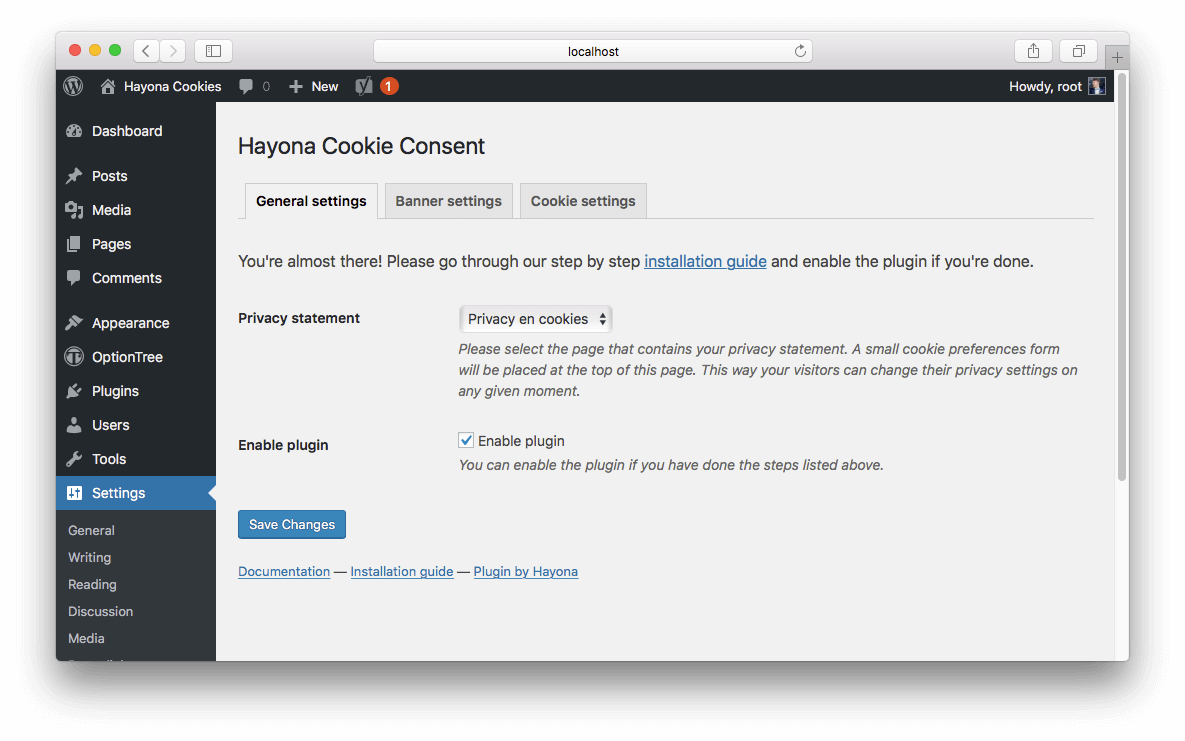 localhost
Hayona Cookies 0 New 1 Howdy, root
Dashboard
Posts
Media
Pages
Comments
Appearance
OptionTree
Plugins
Users
Tools
Settings
General
Writing
Reading
Discussion
Media
Hayona Cookie Consent
General settings Banner settings Cookie settings
You're almost there! Please go through our step by step installation guide and enable the plugin if you're done.
Privacy statement Privacy en cookies
Please select the page that contains your privacy statement. A small cookie preferences form
will be placed at the top of this page. This way your visitors can change their privacy settings on
any given moment.
Enable plugin Enable plugin
You can enable the plugin if you have done the steps listed above.
Save Changes
Documentation — Installation guide — Plugin by Hayona